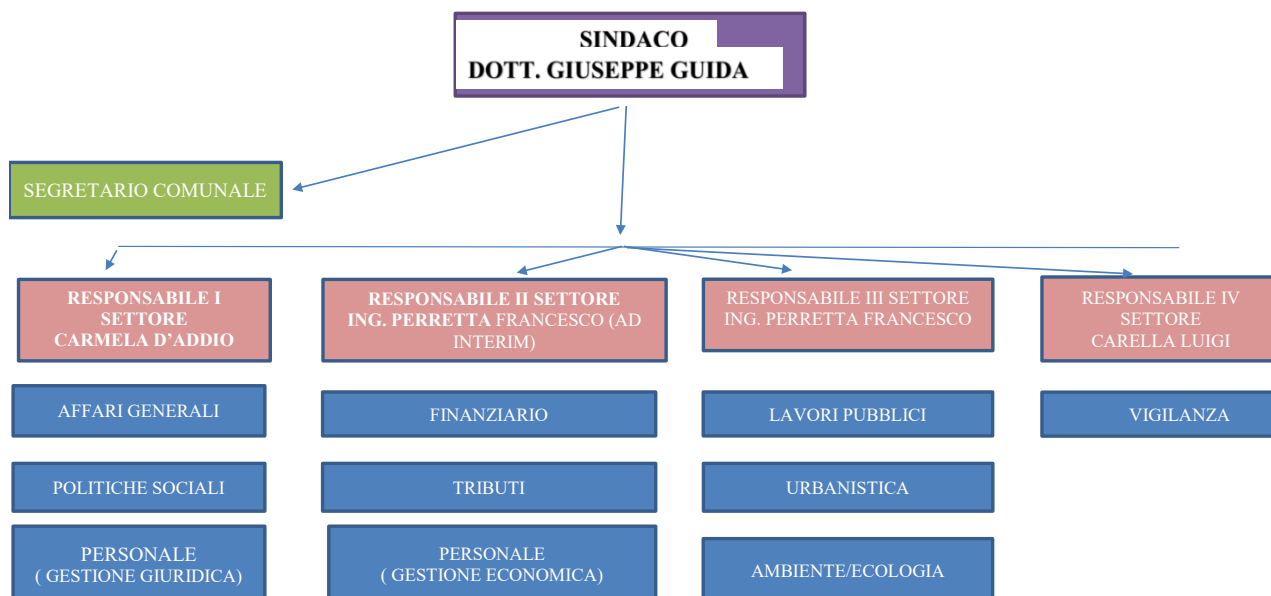 SINDACO
DOTT. GIUSEPPE GUIDA
SEGRETARIO COMUNALE
RESPONSABILE I
SETTORE
CARMELA D’ADDIO
RESPONSABILE II SETTORE
ING. PERRETTA FRANCESCO (AD
INTERIM)
RESPONSABILE III SETTORE
ING. PERRETTA FRANCESCO
RESPONSABILE IV
SETTORE
CARELLA LUIGI
AFFARI GENERALI
FINANZIARIO
LAVORI PUBBLICI
VIGILANZA
POLITICHE SOCIALI
TRIBUTI
URBANISTICA
PERSONALE
( GESTIONE GIURIDICA)
PERSONALE
( GESTIONE ECONOMICA)
AMBIENTE/ECOLOGIA